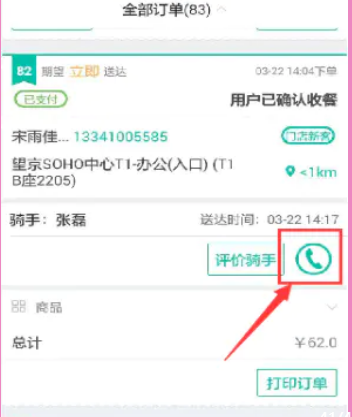 全部订单(83)
82 期望 立即 送达 03-22 14:04下单
已支付 用户已确认收餐
宋雨佳... 13341005585 门店新客
望京SOHO中心T1-办公(入口) (T1
B座2205) <1km
骑手：张磊 送达时间：03-22 14:17
评价骑手
商品
总计 ￥62.0
打印订单